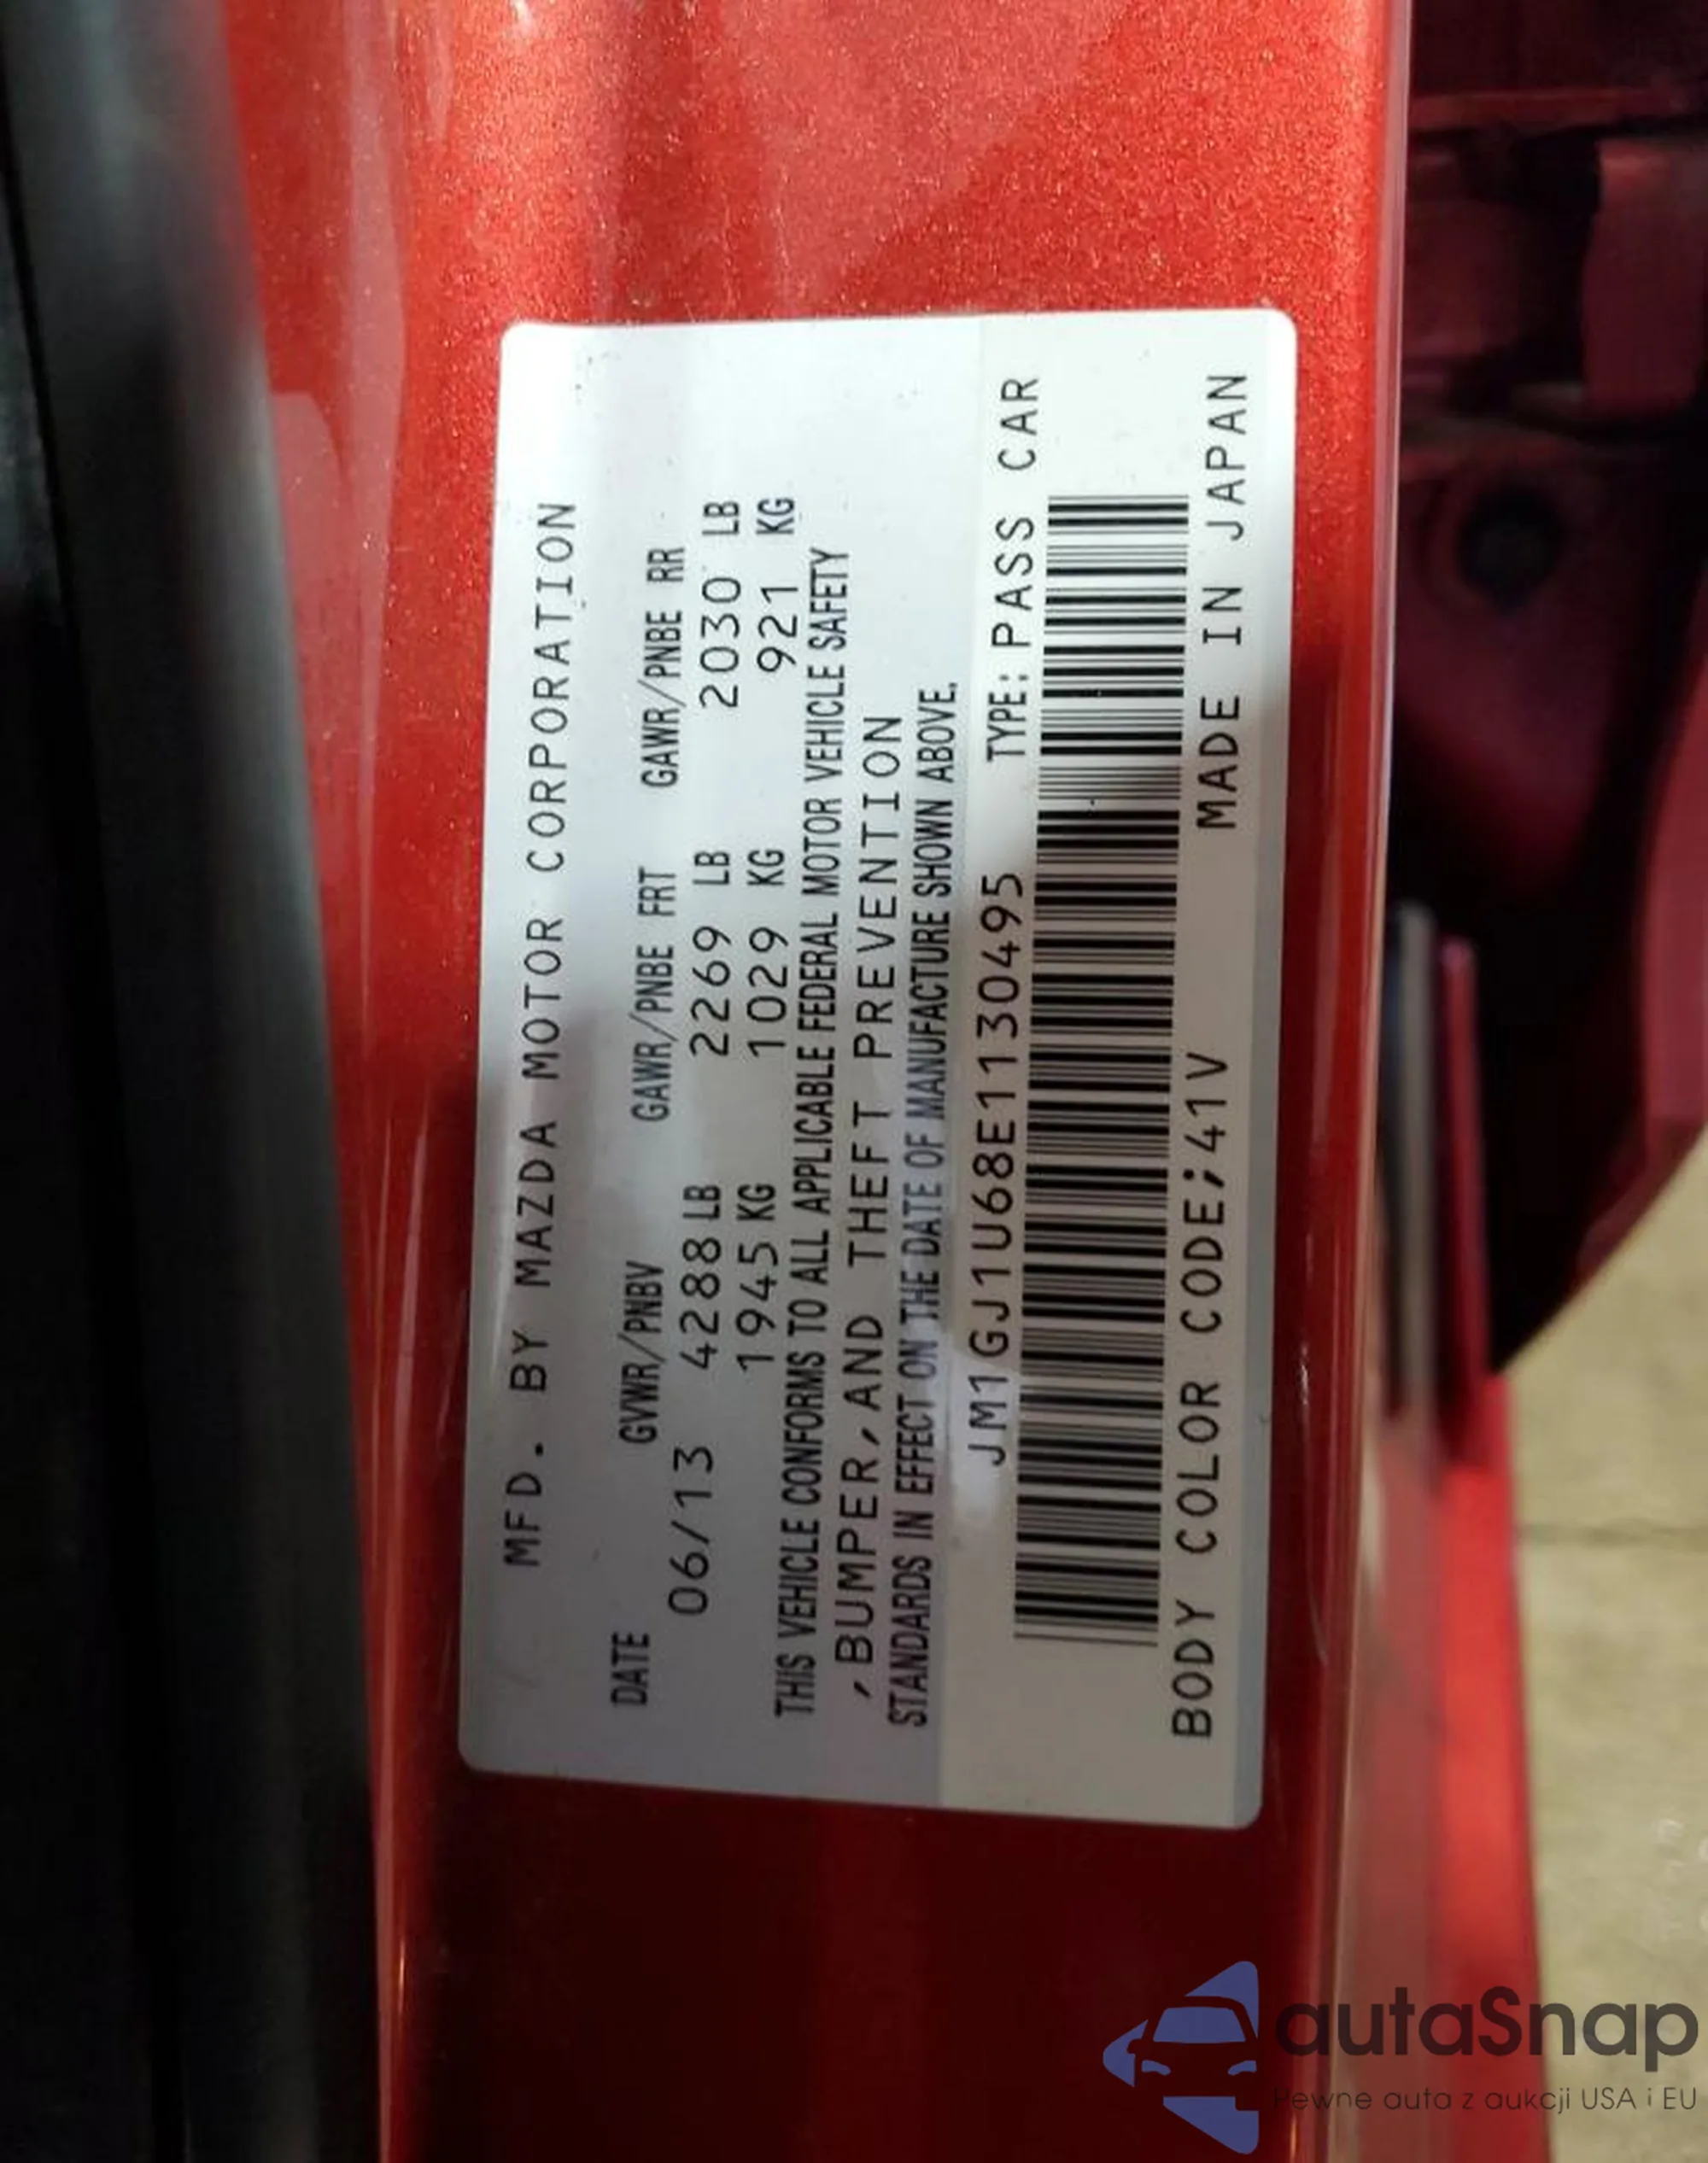 MFD. BY MAZDA MOTOR CORPORATION
DATE GVWR/PNBV GAWR/PNBE FRT GAWR/PNBE RR
06/13 4288 LB 2269 LB 2030 LB
1945 KG 1029 KG 921 KG
THIS VEHICLE CONFORMS TO ALL APPLICABLE FEDERAL MOTOR VEHICLE SAFETY
,BUMPER,AND THEFT PREVENTION
STANDARDS IN EFFECT ON THE DATE OF MANUFACTURE SHOWN ABOVE.
JM1GJ1U68E1130495 TYPE: PASS CAR
BODY COLOR CODE;41V MADE IN JAPAN
autaSnap
Pewne auta z aukcji USA i EU